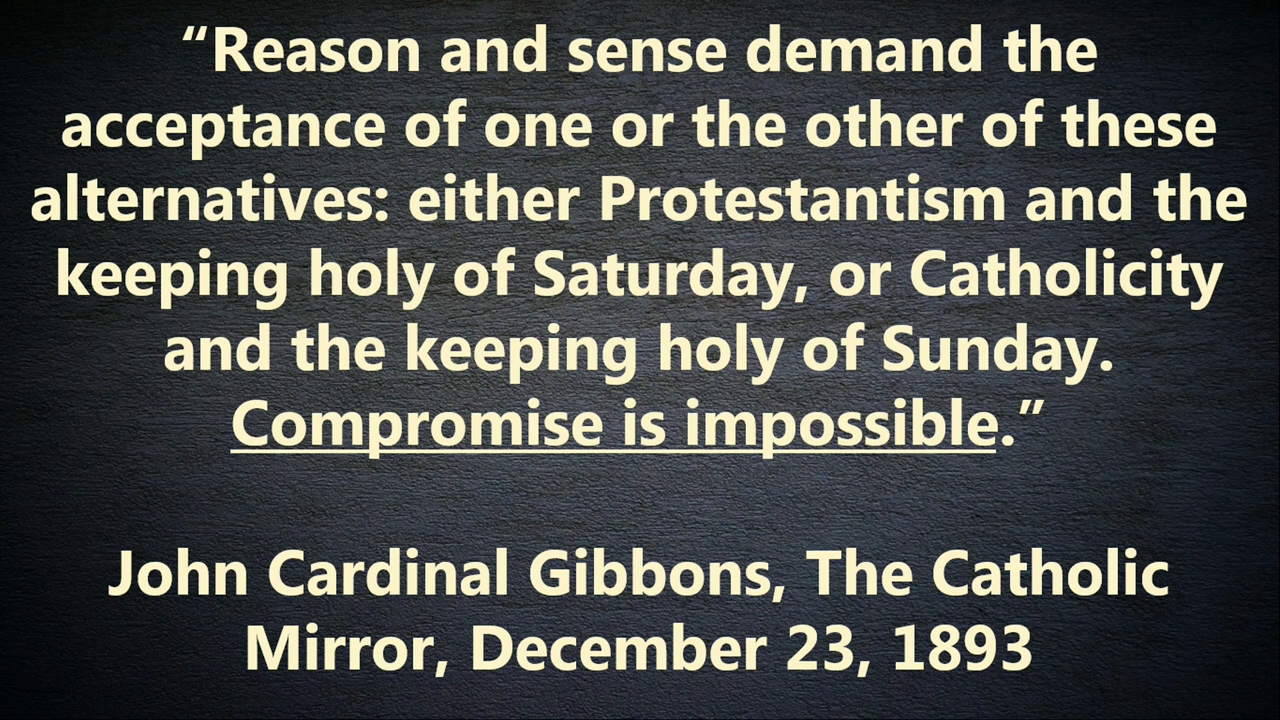 “Reason and sense demand the
acceptance of one or the other of these
alternatives: either Protestantism and the
keeping holy of Saturday, or Catholicity
and the keeping holy of Sunday.
Compromise is impossible.”
John Cardinal Gibbons, The Catholic
Mirror, December 23, 1893